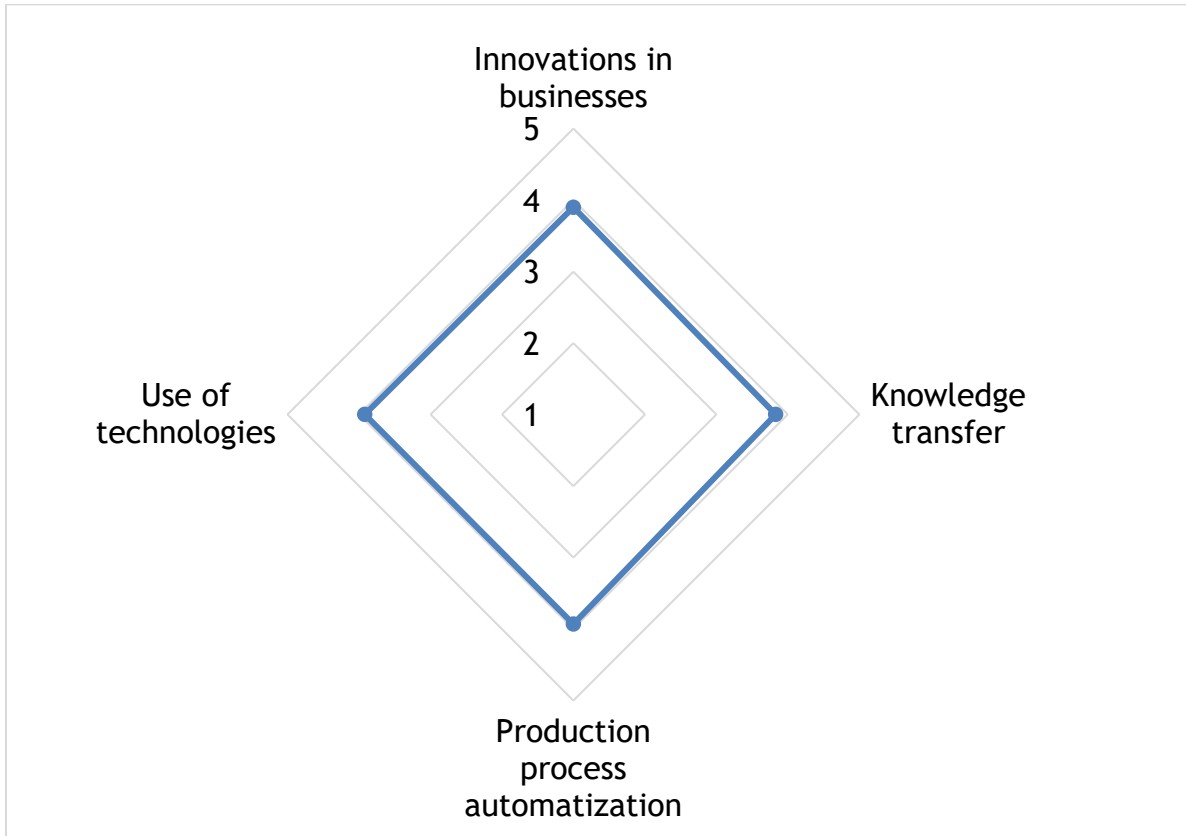 Innovations in
businesses
5
4
3
2
1
Use of
technologies
Knowledge
transfer
Production
process
automatization